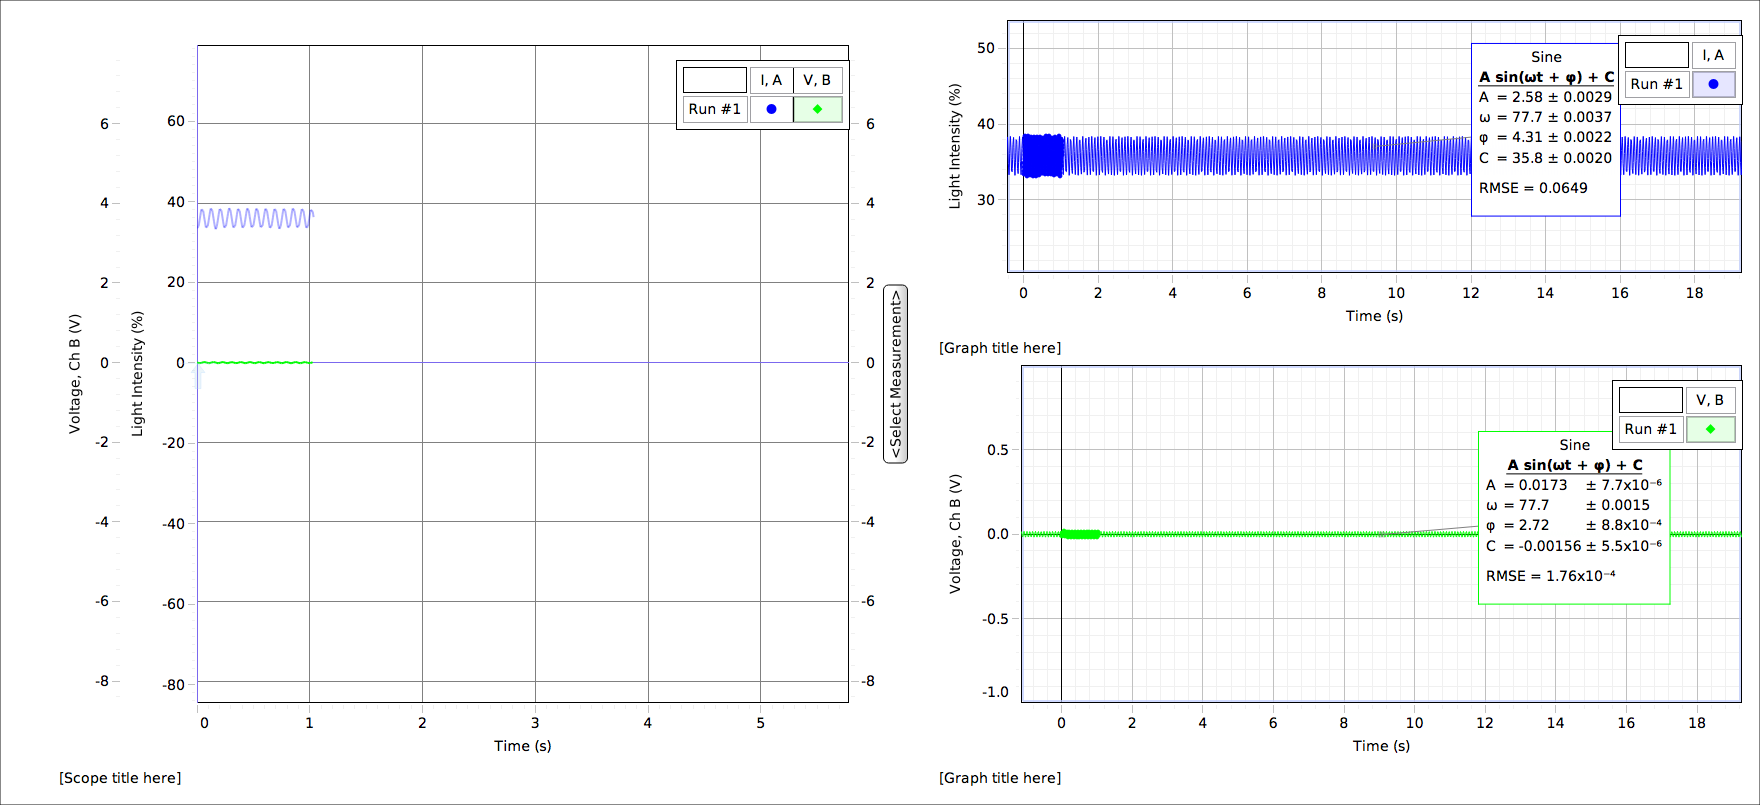 I, A V, B
Run #1
6 60 6
4 40 4
2 20 2
0 0 0
-2 -20 -2
-4 -40 -4
-6 -60 -6
-8 -80 -8
Voltage, Ch B (V)
Light Intensity (%)
<Select Measurement>
0 1 2 3 4 5
Time (s)
[Scope title here]
I, A
Run #1
Sine
A sin(ωt + φ) + C
A = 2.58 ± 0.0029
ω = 77.7 ± 0.0037
φ = 4.31 ± 0.0022
C = 35.8 ± 0.0020
RMSE = 0.0649
50
40
30
Light Intensity (%)
0 2 4 6 8 10 12 14 16 18
Time (s)
[Graph title here]
V, B
Run #1
Sine
A sin(ωt + φ) + C
A = 0.0173 ± 7.7x10⁻⁶
ω = 77.7 ± 0.0015
φ = 2.72 ± 8.8x10⁻⁴
C = -0.00156 ± 5.5x10⁻⁶
RMSE = 1.76x10⁻⁴
0.5
0.0
-0.5
-1.0
Voltage, Ch B (V)
0 2 4 6 8 10 12 14 16 18
Time (s)
[Graph title here]